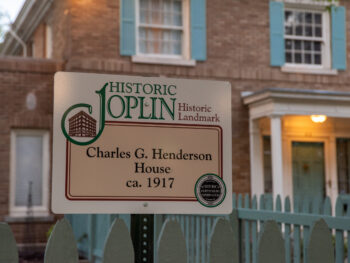 HISTORIC
JOPLIN
Historic
Landmark
Charles G. Henderson
House
ca. 1917